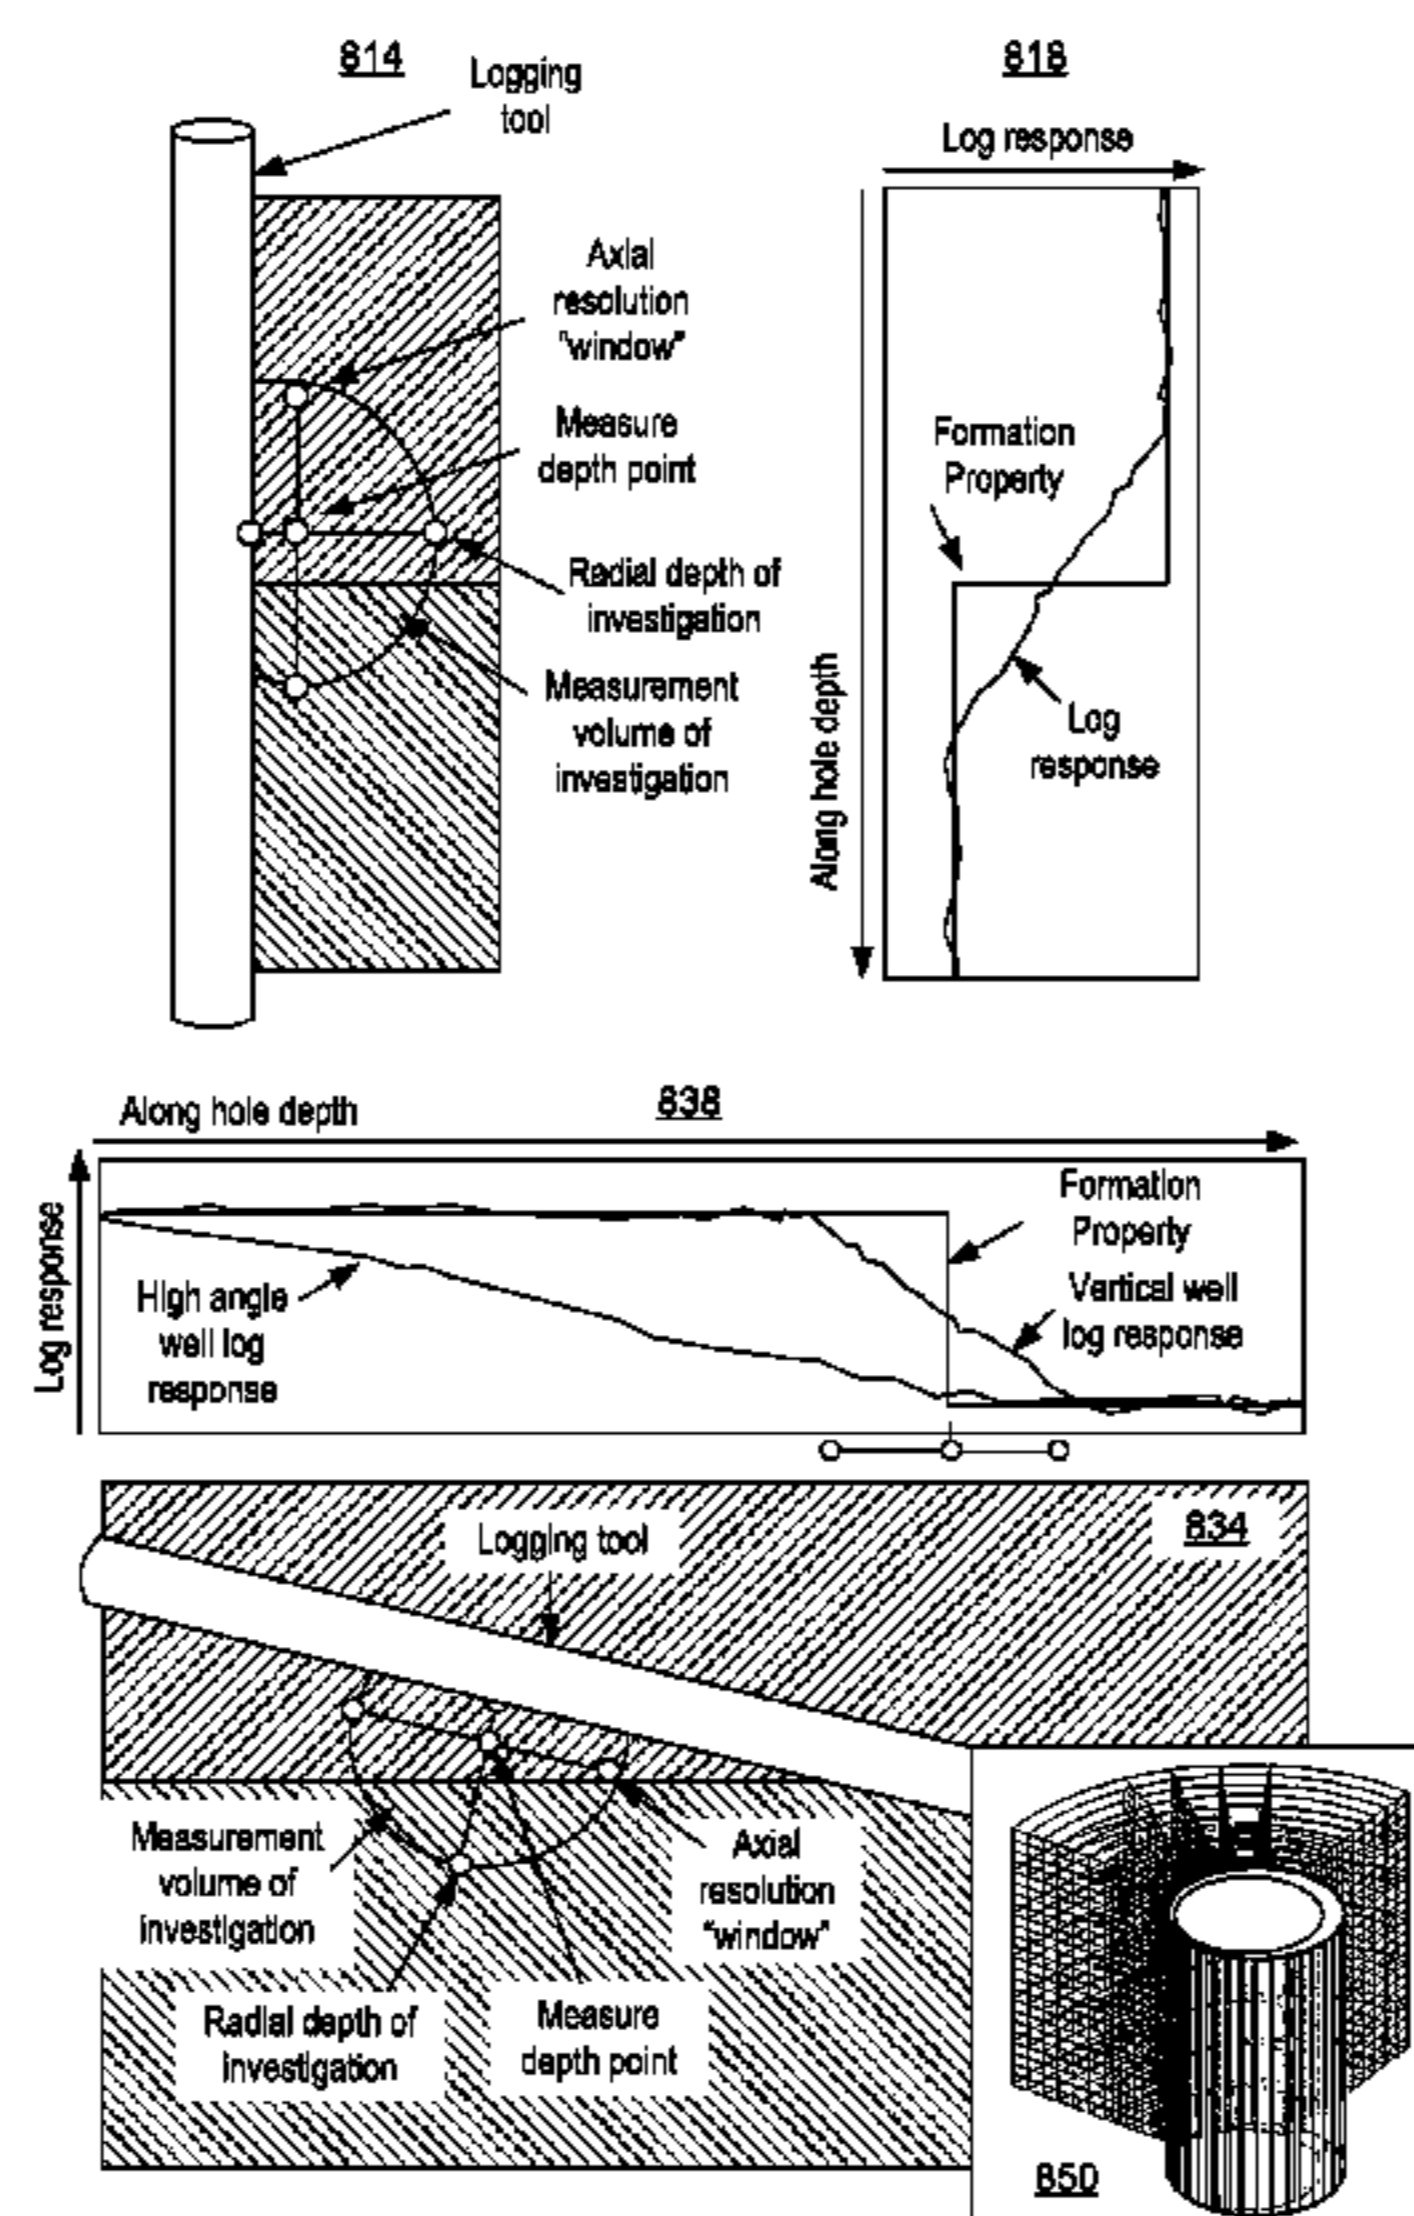 814
Logging
tool
Axial
resolution
"window"
Measure
depth point
Radial depth of
investigation
Measurement
volume of
investigation
818
Log response
Formation
Property
Log
response
Along hole depth
838
Along hole depth
Log response
Formation
Property
Vertical well
log response
High angle
well log
response
834
Logging tool
Measurement
volume of
investigation
Axial
resolution
"window"
Radial depth of
investigation
Measure
depth point
850